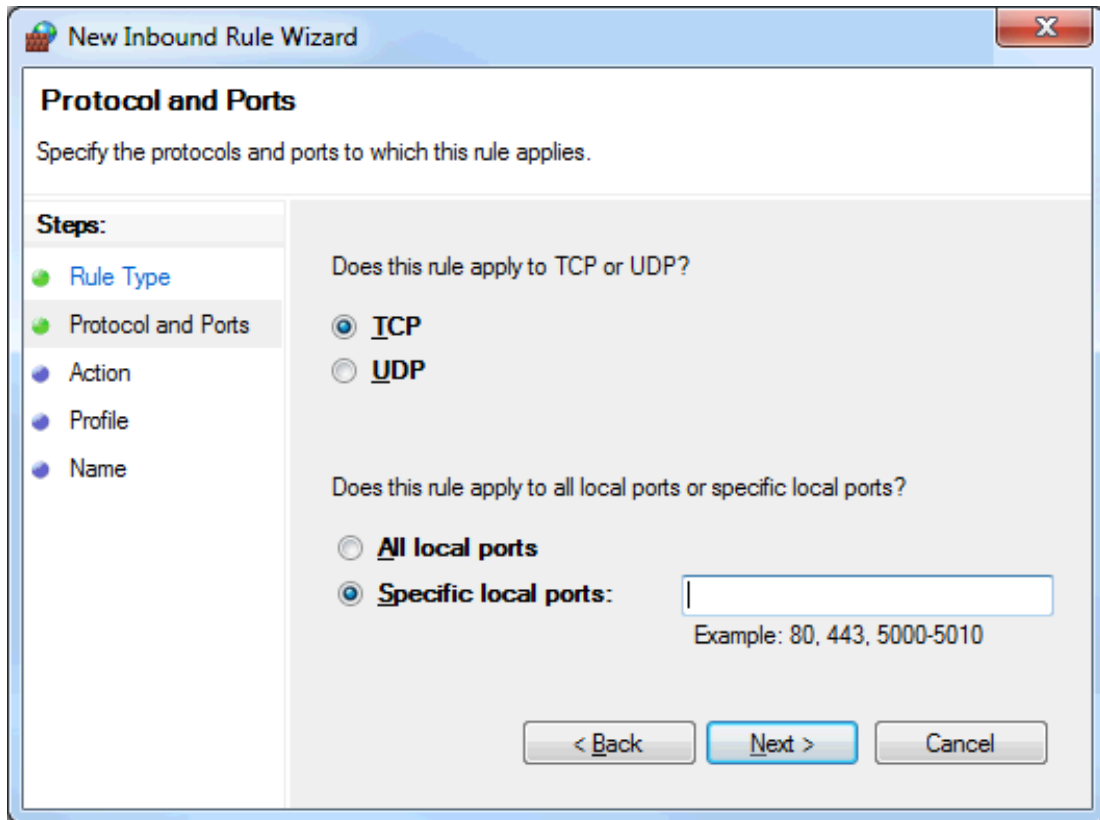 New Inbound Rule Wizard
Protocol and Ports
Specify the protocols and ports to which this rule applies.
Steps:
Rule Type
Protocol and Ports
Action
Profile
Name
Does this rule apply to TCP or UDP?
TCP
UDP
Does this rule apply to all local ports or specific local ports?
All local ports
Specific local ports:
Example: 80, 443, 5000-5010
< Back Next > Cancel